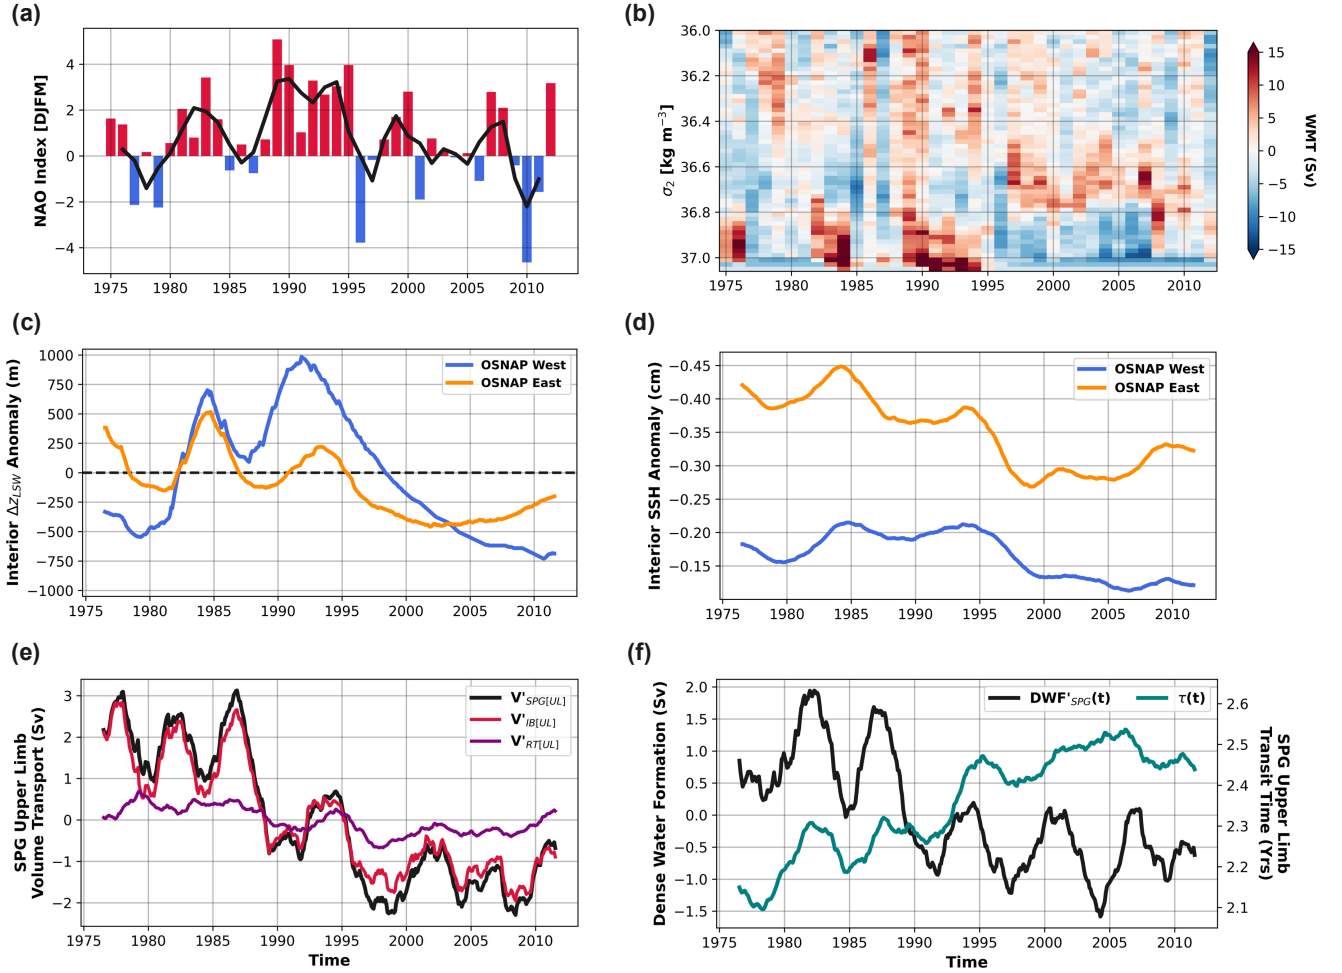 (a)
NAO Index [DJFM]
4
2
0
−2
−4
1975 1980 1985 1990 1995 2000 2005 2010
(b)
σ2 [kg m−3]
36.0
36.2
36.4
36.6
36.8
37.0
1975 1980 1985 1990 1995 2000 2005 2010
15
10
5
0
−5
−10
−15
WMT (Sv)
(c)
Interior ΔzLSW Anomaly (m)
1000
750
500
250
0
−250
−500
−750
−1000
OSNAP West
OSNAP East
1975 1980 1985 1990 1995 2000 2005 2010
(d)
Interior SSH Anomaly (cm)
−0.45
−0.40
−0.35
−0.30
−0.25
−0.20
−0.15
OSNAP West
OSNAP East
1975 1980 1985 1990 1995 2000 2005 2010
(e)
SPG Upper Limb
Volume Transport (Sv)
3
2
1
0
−1
−2
V'SPG[UL]
V'IB[UL]
V'RT[UL]
1975 1980 1985 1990 1995 2000 2005 2010
Time
(f)
Dense Water Formation (Sv)
2.0
1.5
1.0
0.5
0.0
−0.5
−1.0
−1.5
DWF'SPG(t) τ(t)
2.6
2.5
2.4
2.3
2.2
2.1
SPG Upper Limb
Transit Time (Yrs)
1975 1980 1985 1990 1995 2000 2005 2010
Time